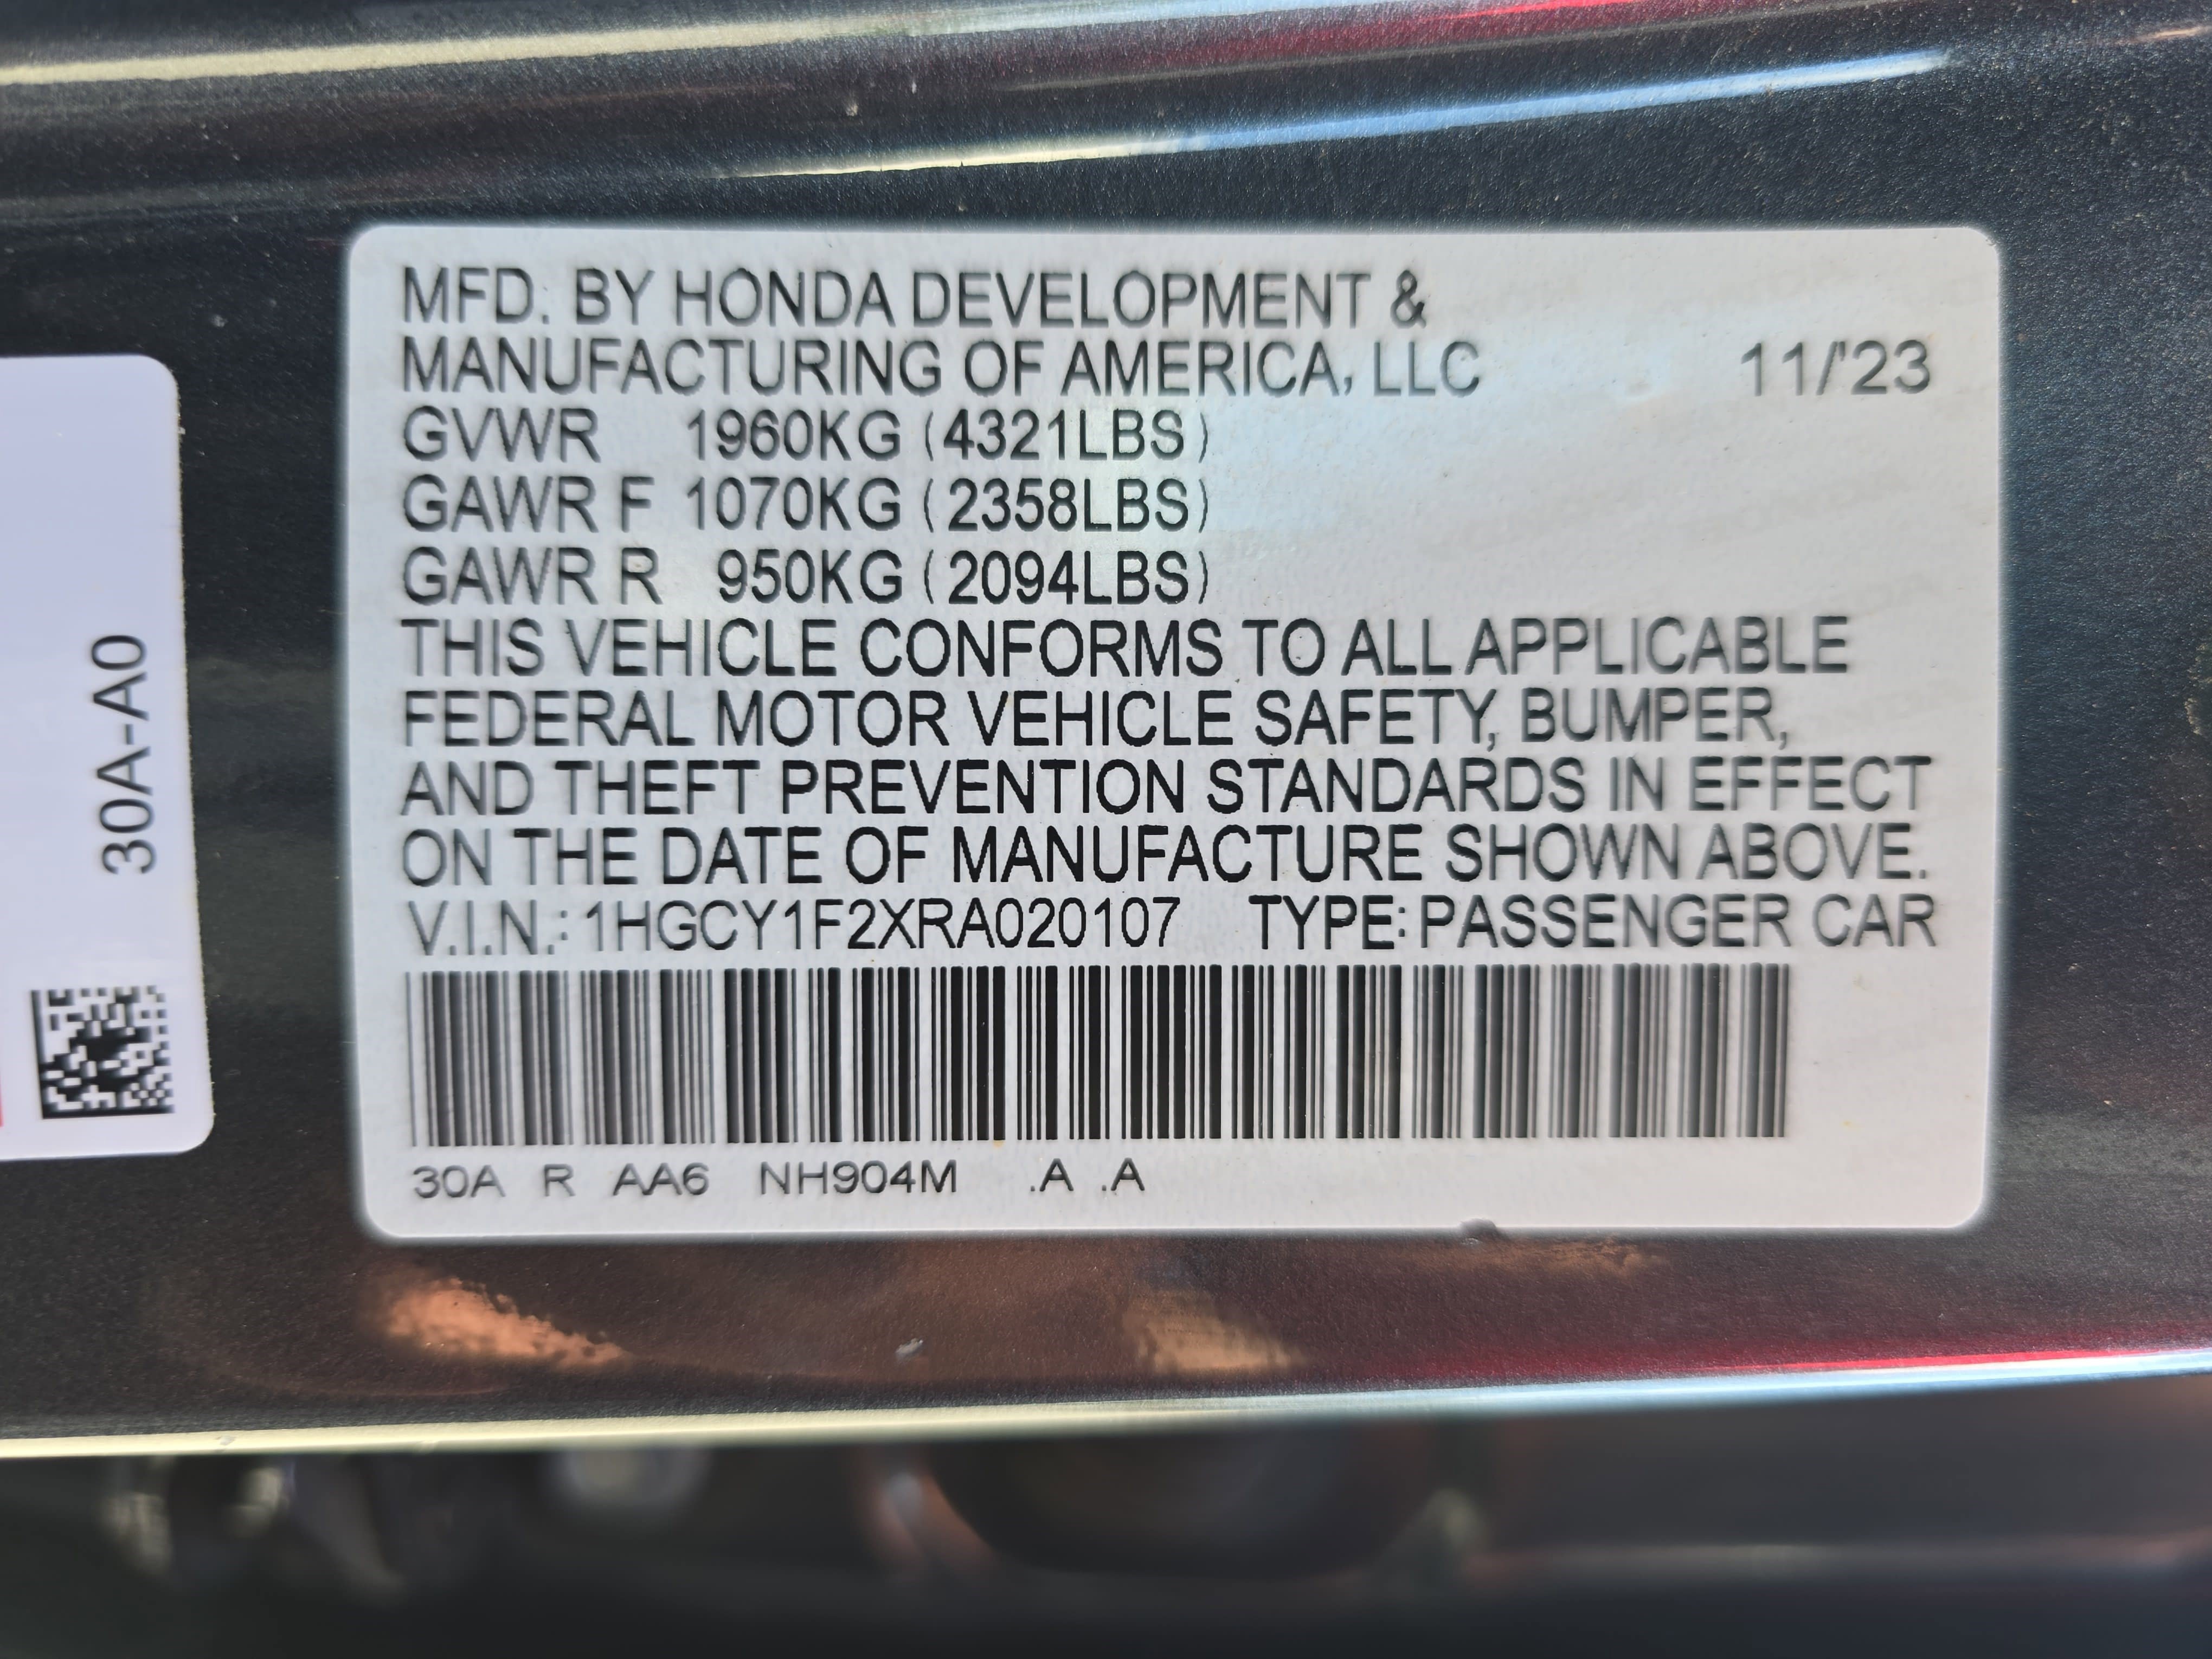 MFD. BY HONDA DEVELOPMENT &
MANUFACTURING OF AMERICA, LLC 11/'23
GVWR 1960KG (4321LBS)
GAWR F 1070KG (2358LBS)
GAWR R 950KG (2094LBS)
THIS VEHICLE CONFORMS TO ALL APPLICABLE
FEDERAL MOTOR VEHICLE SAFETY, BUMPER,
AND THEFT PREVENTION STANDARDS IN EFFECT
ON THE DATE OF MANUFACTURE SHOWN ABOVE.
V.I.N.: 1HGCY1F2XRA020107 TYPE: PASSENGER CAR
30A R AA6 NH904M .A .A
30A-A0